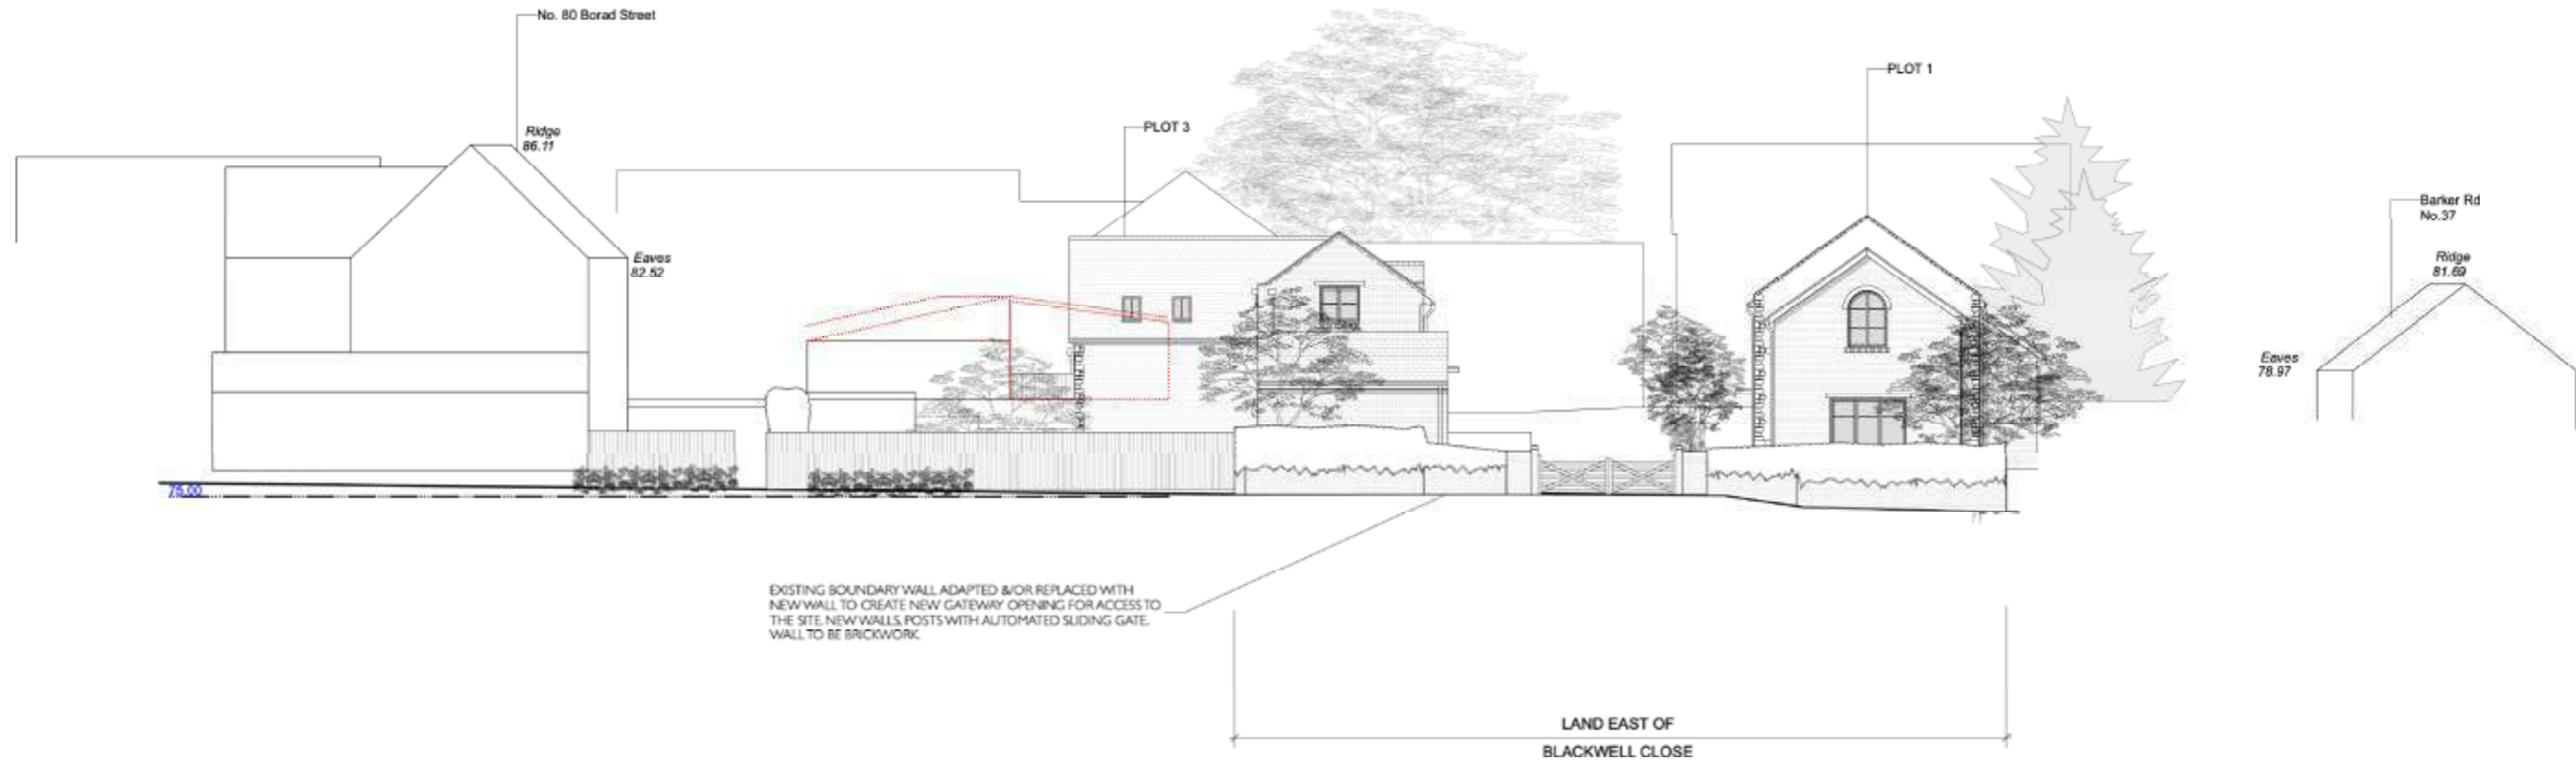 No. 80 Borad Street
PLOT 1
Ridge
86.11
PLOT 3
Barker Rd
No.37
Eaves
82.52
Ridge
81.69
Eaves
78.97
75.00
EXISTING BOUNDARY WALL ADAPTED &/OR REPLACED WITH
NEW WALL TO CREATE NEW GATEWAY OPENING FOR ACCESS TO
THE SITE. NEW WALLS, POSTS WITH AUTOMATED SLIDING GATE.
WALL TO BE BRICKWORK.
LAND EAST OF
BLACKWELL CLOSE